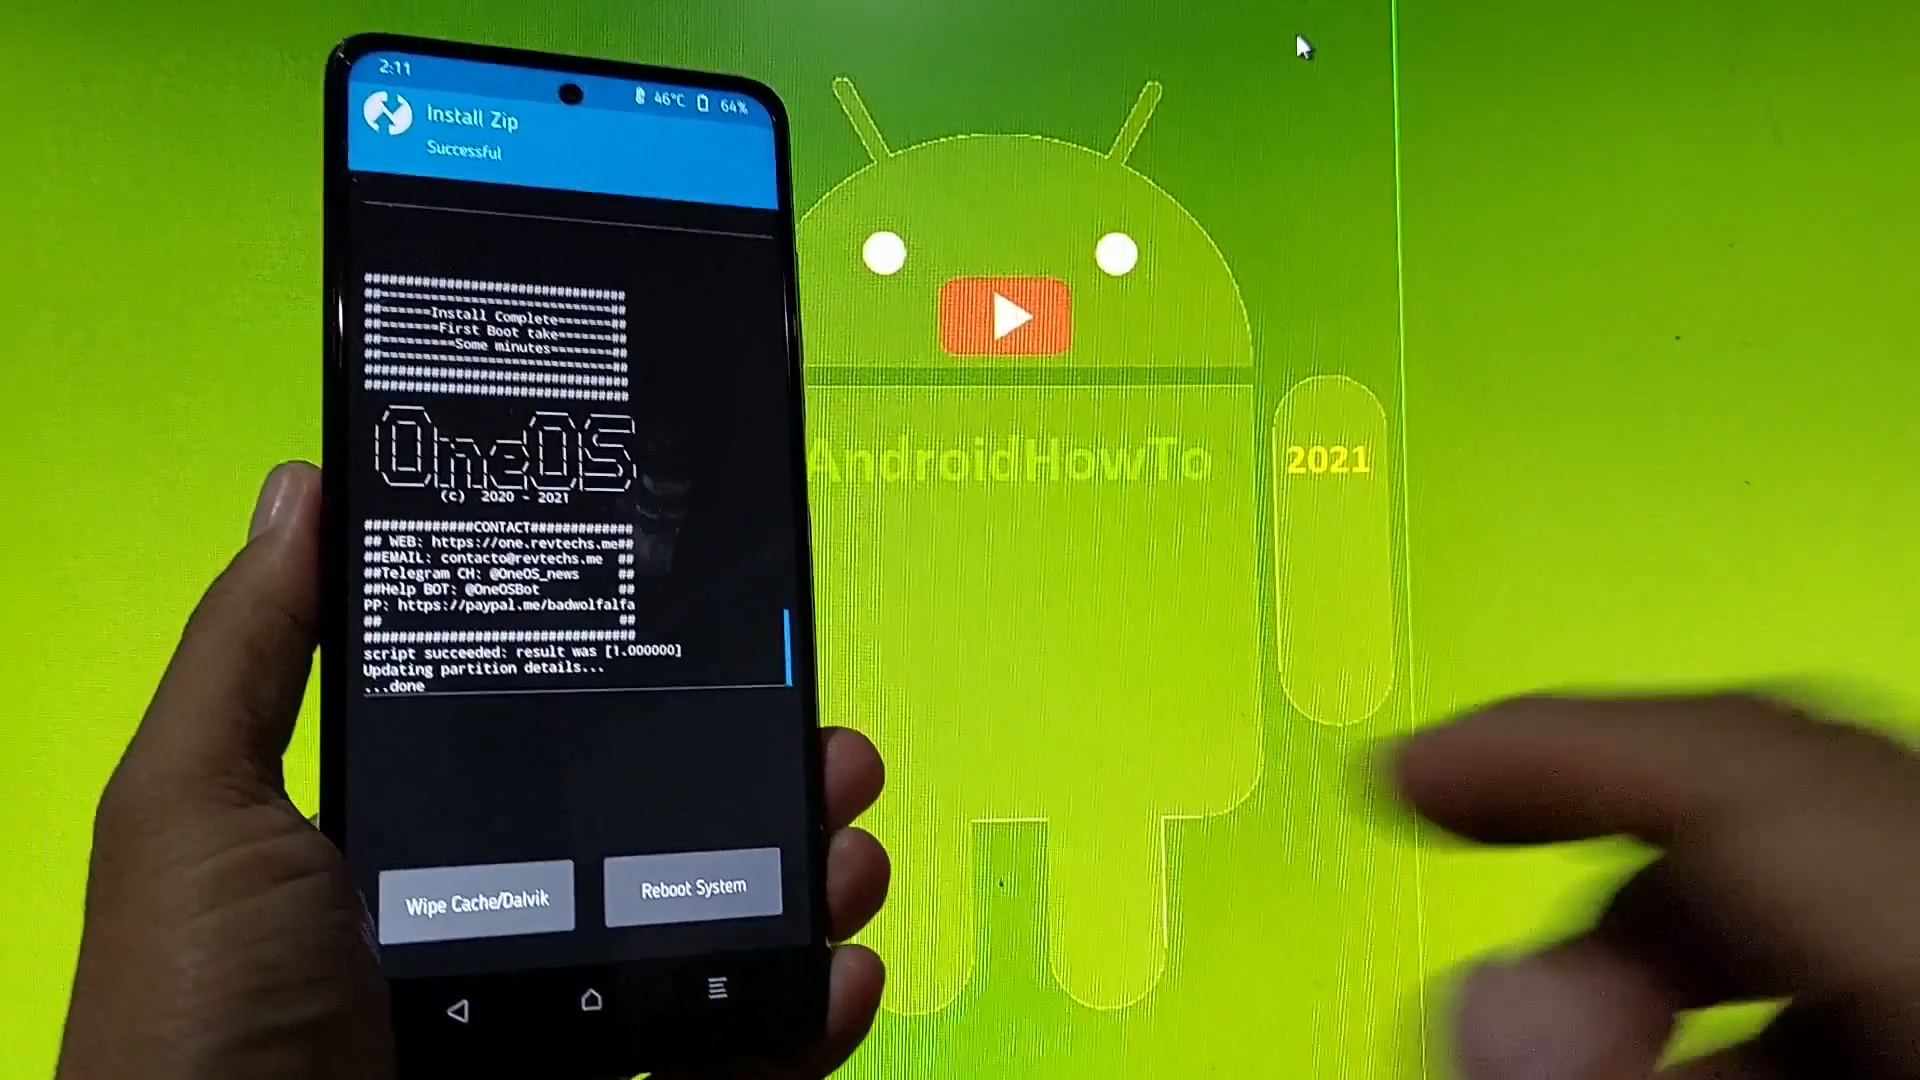 2:11
46°C 64%
Install Zip
Successful
################################
##============================##
##======Install Complete=======##
##=======First Boot take=======##
##=========Some minutes========##
##============================##
################################
################################
OneOS
(c) 2020 - 2021
#############CONTACT############
## WEB: https://one.revtechs.me##
##EMAIL: contacto@revtechs.me ##
##Telegram CH: @OneOS_news ##
##Help BOT: @OneOSBot ##
PP: https://paypal.me/badwolfalfa
## ##
################################
script succeeded: result was [1.000000]
Updating partition details...
...done
Wipe Cache/Dalvik
Reboot System
AndroidHowTo
2021